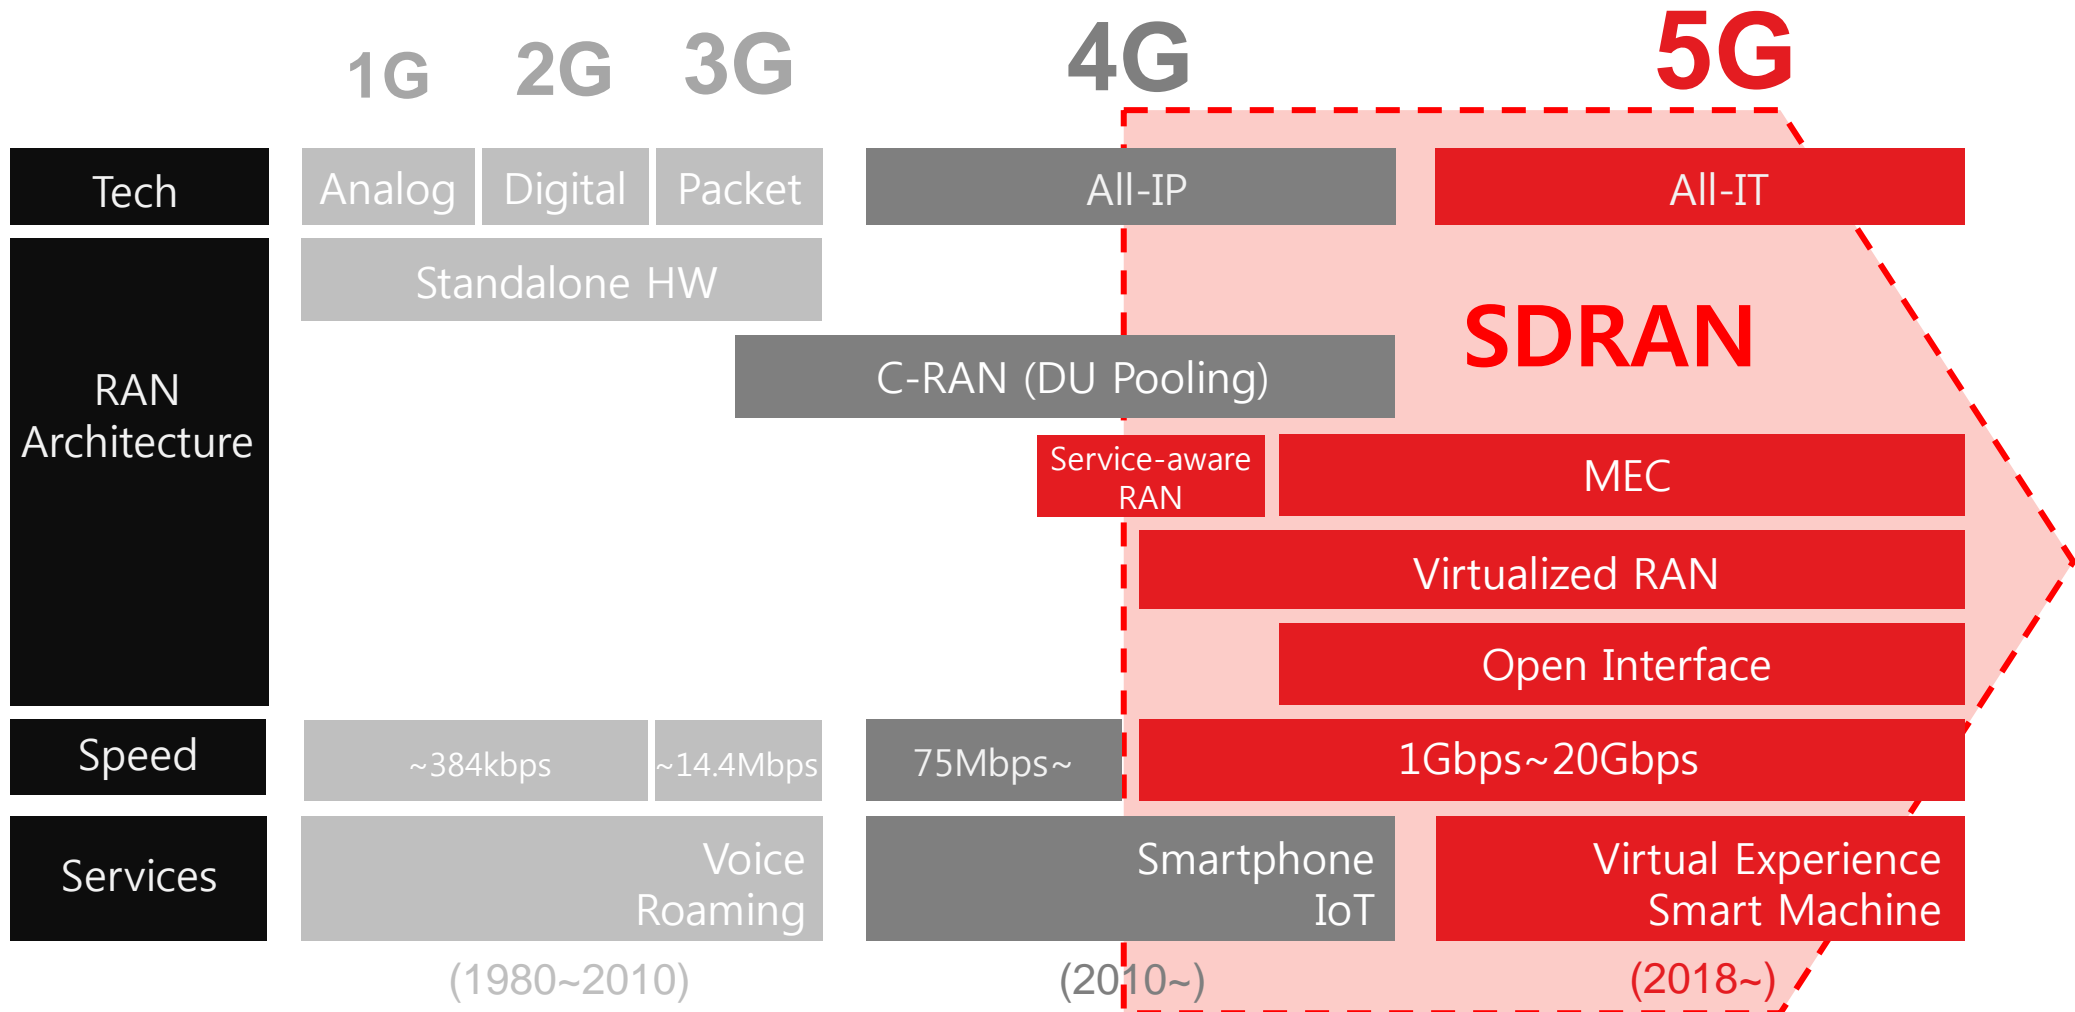 1G 2G 3G 4G 5G
Tech Analog Digital Packet All-IP All-IT
RAN
Architecture
Standalone HW
SDRAN
C-RAN (DU Pooling)
Service-aware
RAN
MEC
Virtualized RAN
Open Interface
Speed ~384kbps ~14.4Mbps 75Mbps~ 1Gbps~20Gbps
Services
Voice
Roaming
Smartphone
IoT
Virtual Experience
Smart Machine
(1980~2010) (2010~) (2018~)